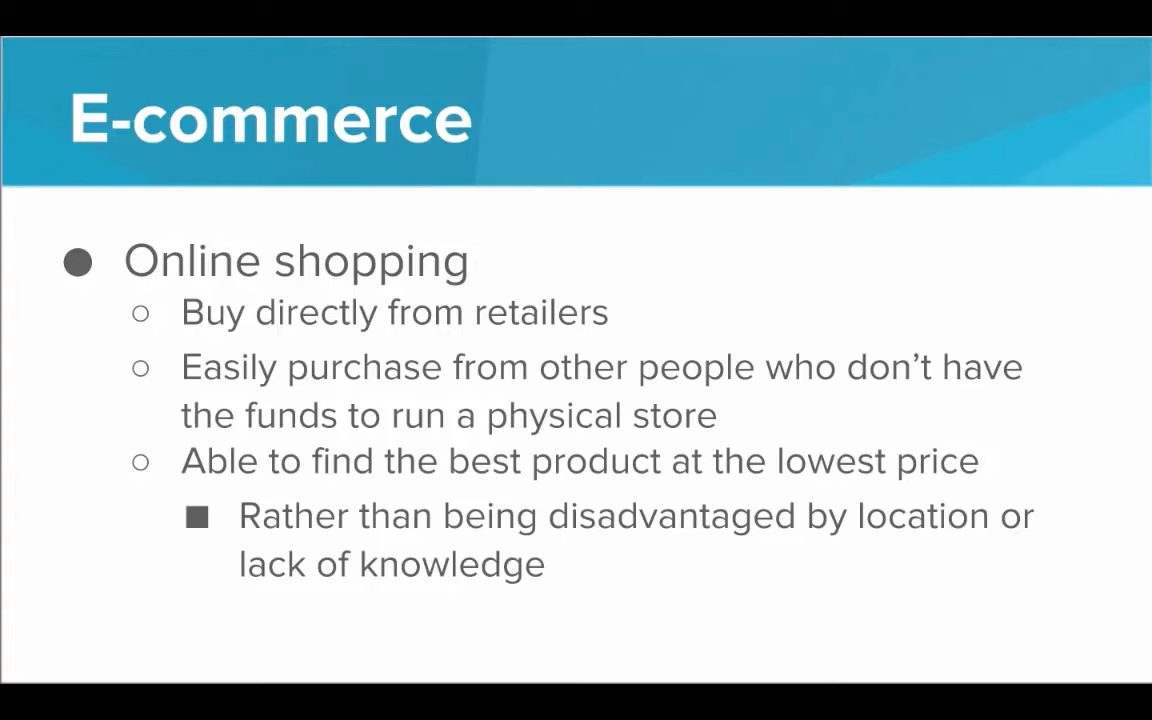 E-commerce
● Online shopping
○ Buy directly from retailers
○ Easily purchase from other people who don’t have
the funds to run a physical store
○ Able to find the best product at the lowest price
■ Rather than being disadvantaged by location or
lack of knowledge